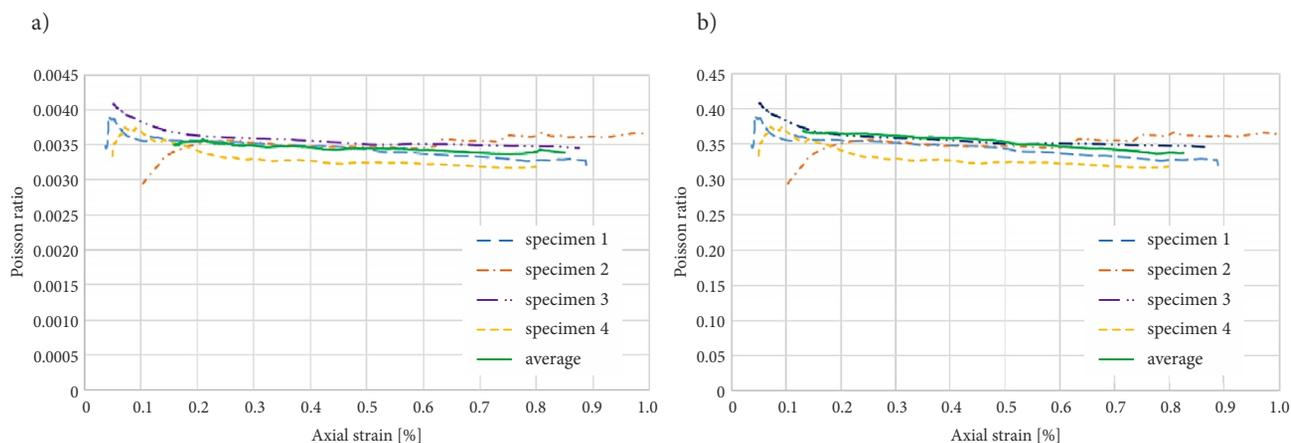 a)
0.0045
0.0040
0.0035
0.0030
0.0025
0.0020
0.0015
0.0010
0.0005
0
Poisson ratio
specimen 1
specimen 2
specimen 3
specimen 4
average
0 0.1 0.2 0.3 0.4 0.5 0.6 0.7 0.8 0.9 1.0
Axial strain [%]
b)
0.45
0.40
0.35
0.30
0.25
0.20
0.15
0.10
0.05
0
Poisson ratio
specimen 1
specimen 2
specimen 3
specimen 4
average
0 0.1 0.2 0.3 0.4 0.5 0.6 0.7 0.8 0.9 1.0
Axial strain [%]